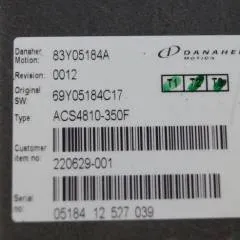 Danaher Motion: 83Y05184A
DANAHER
MOTION
Revision: 0012
T1 T2
Original SW: 69Y05184C17
Type: ACS4810-350F
Customer item no: 220629-001
Serial no: 05184 12 527 039